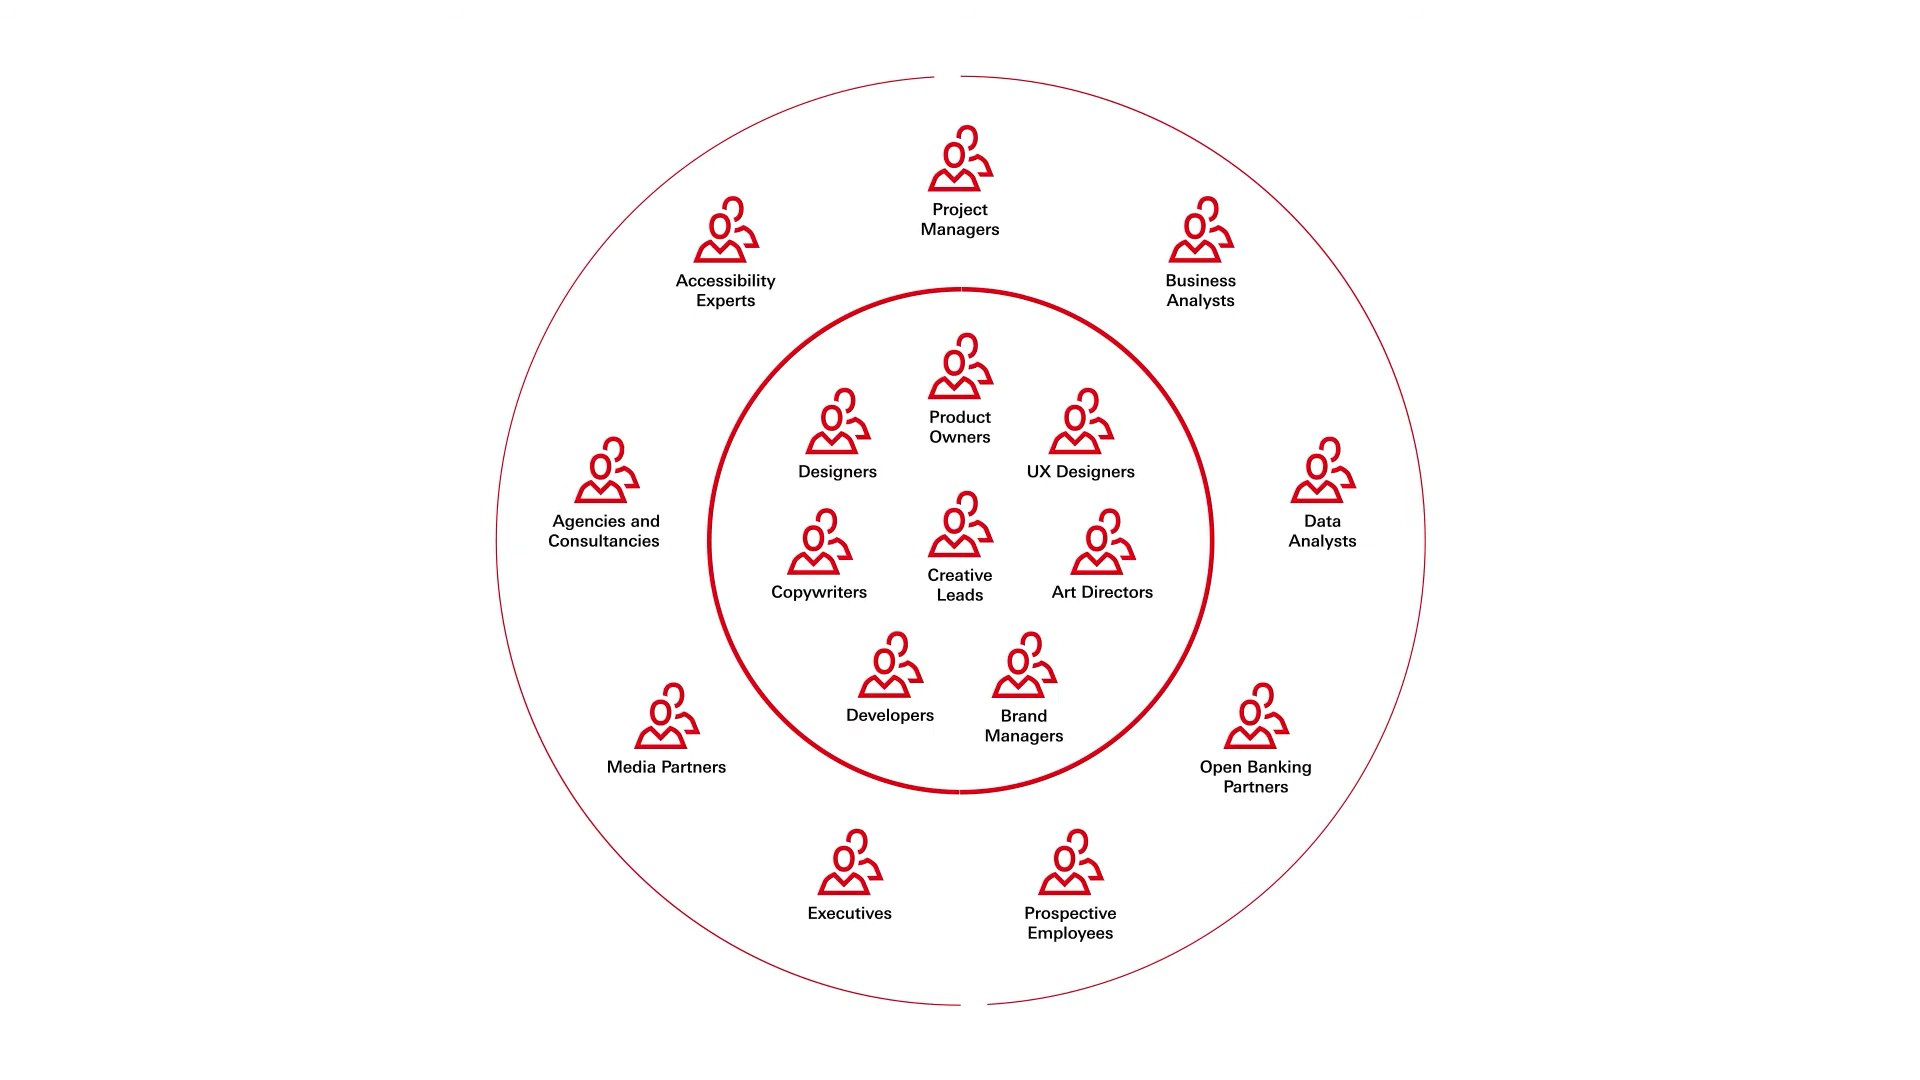 Project
Managers
Accessibility
Experts
Business
Analysts
Product
Owners
Designers
UX Designers
Agencies and
Consultancies
Data
Analysts
Copywriters
Creative
Leads
Art Directors
Developers
Brand
Managers
Media Partners
Open Banking
Partners
Executives
Prospective
Employees